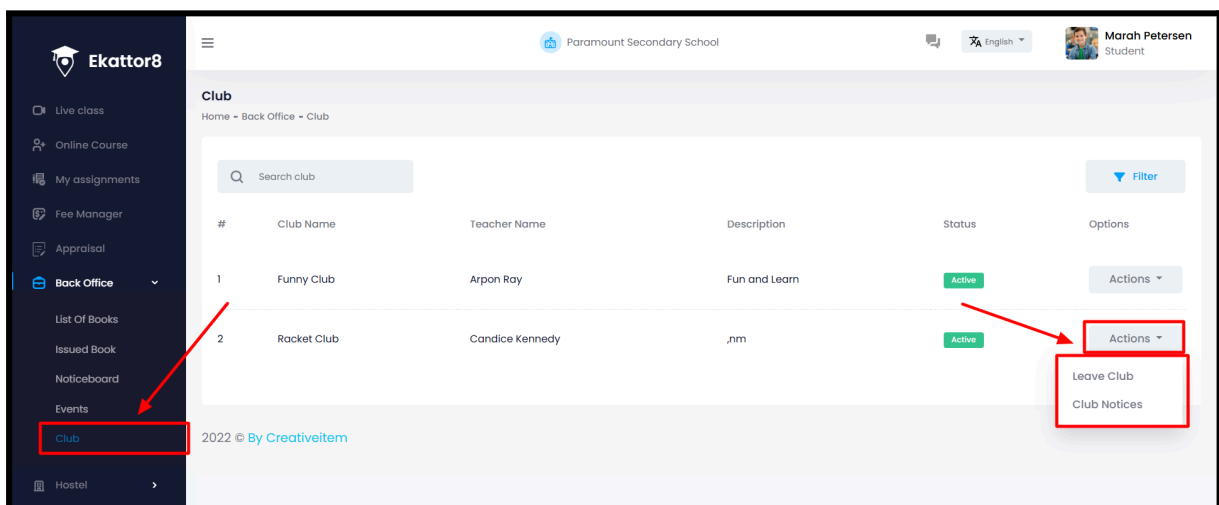 Ekattor8
Live class
Online Course
My assignments
Fee Manager
Appraisal
Back Office
List Of Books
Issued Book
Noticeboard
Events
Club
Hostel
Paramount Secondary School
English
Marah Petersen
Student
Club
Home - Back Office - Club
Search club
Filter
# Club Name Teacher Name Description Status Options
1 Funny Club Arpon Ray Fun and Learn Active Actions
2 Racket Club Candice Kennedy ,nm Active Actions
Leave Club
Club Notices
2022 © By Creativeitem